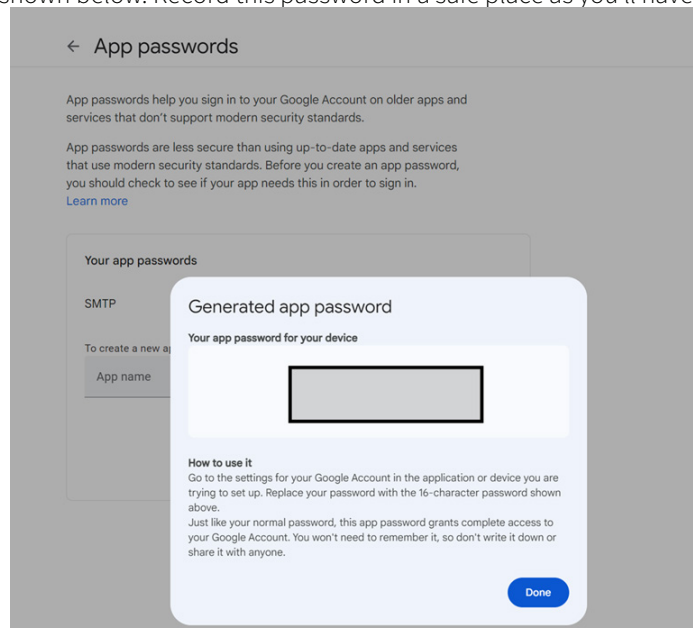 shown below. Record this password in a safe place as you'll have
← App passwords
App passwords help you sign in to your Google Account on older apps and
services that don't support modern security standards.
App passwords are less secure than using up-to-date apps and services
that use modern security standards. Before you create an app password,
you should check to see if your app needs this in order to sign in.
Learn more
Your app passwords
SMTP
To create a new
App name
Generated app password
Your app password for your device
How to use it
Go to the settings for your Google Account in the application or device you are
trying to set up. Replace your password with the 16-character password shown
above.
Just like your normal password, this app password grants complete access to
your Google Account. You won't need to remember it, so don't write it down or
share it with anyone.
Done